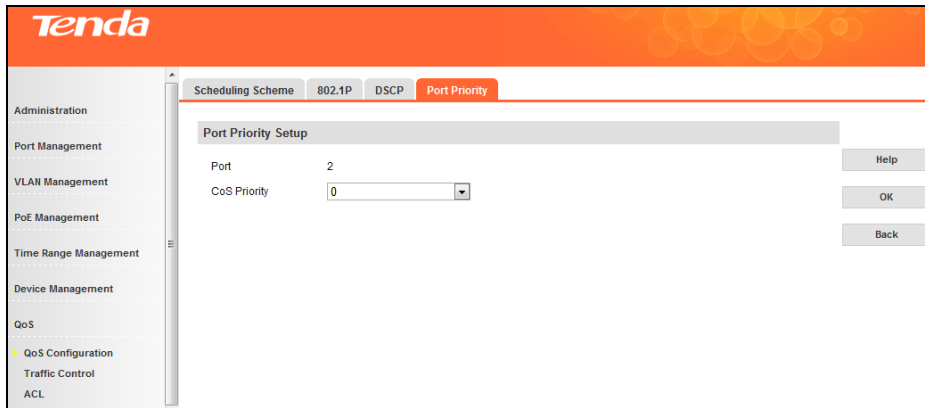 Tenda
Scheduling Scheme 802.1P DSCP Port Priority
Administration
Port Management
VLAN Management
PoE Management
Time Range Management
Device Management
QoS
QoS Configuration
Traffic Control
ACL
Port Priority Setup
Port 2
CoS Priority 0
Help
OK
Back